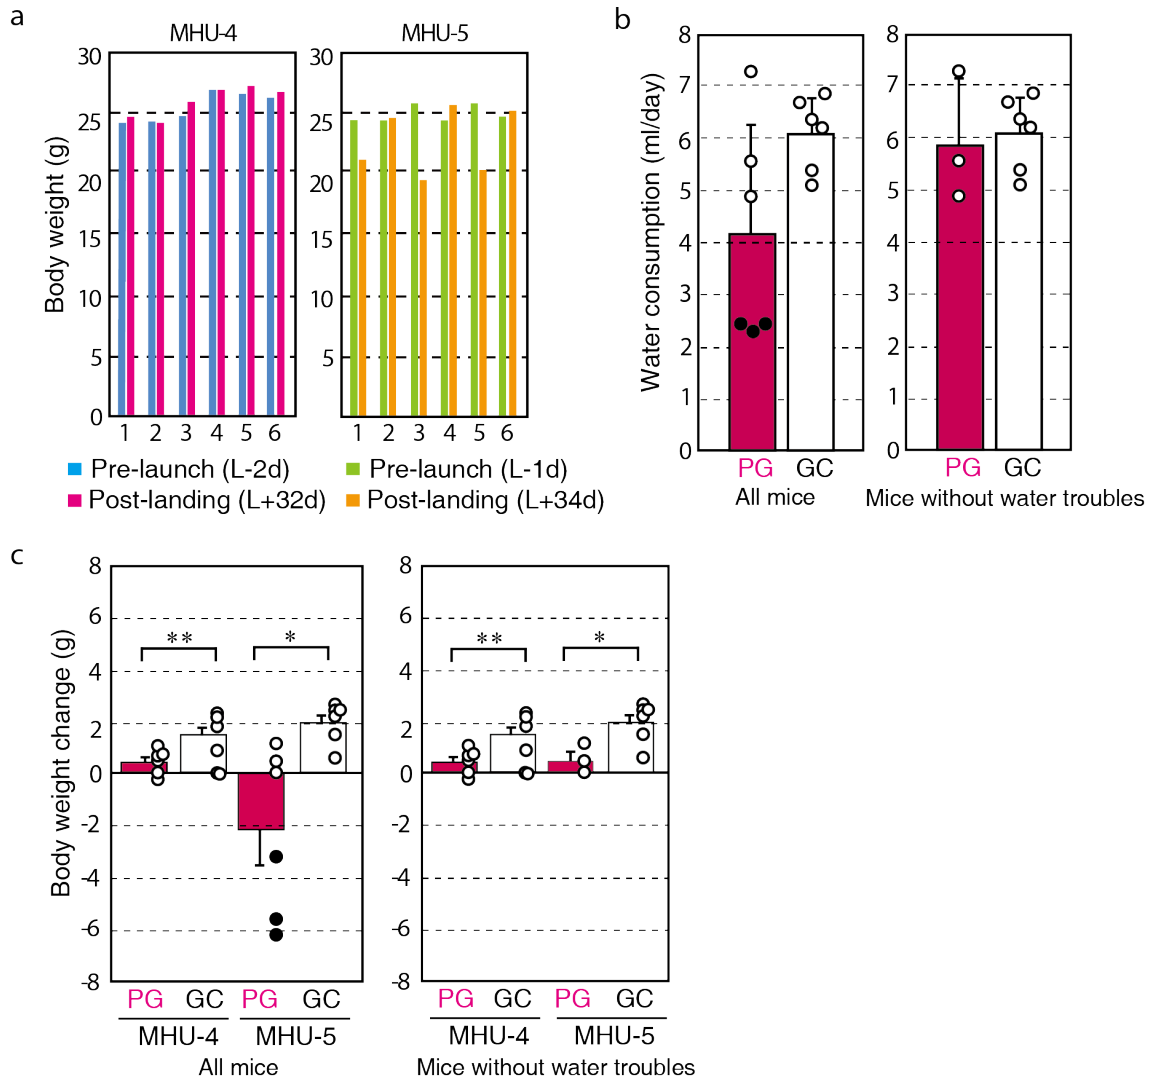 a
MHU-4
MHU-5
Body weight (g)
30
25
20
15
10
5
0
1 2 3 4 5 6
30
25
20
15
10
5
1 2 3 4 5 6
Pre-launch (L-2d)
Post-landing (L+32d)
Pre-launch (L-1d)
Post-landing (L+34d)
b
Water consumption (ml/day)
8
7
6
5
4
3
2
1
0
PG GC
All mice
8
7
6
5
4
3
2
1
0
PG GC
Mice without water troubles
c
Body weight change (g)
8
6
4
2
0
-2
-4
-6
-8
** *
PG GC PG GC
MHU-4 MHU-5
All mice
8
6
4
2
0
-2
-4
-6
-8
** *
PG GC PG GC
MHU-4 MHU-5
Mice without water troubles